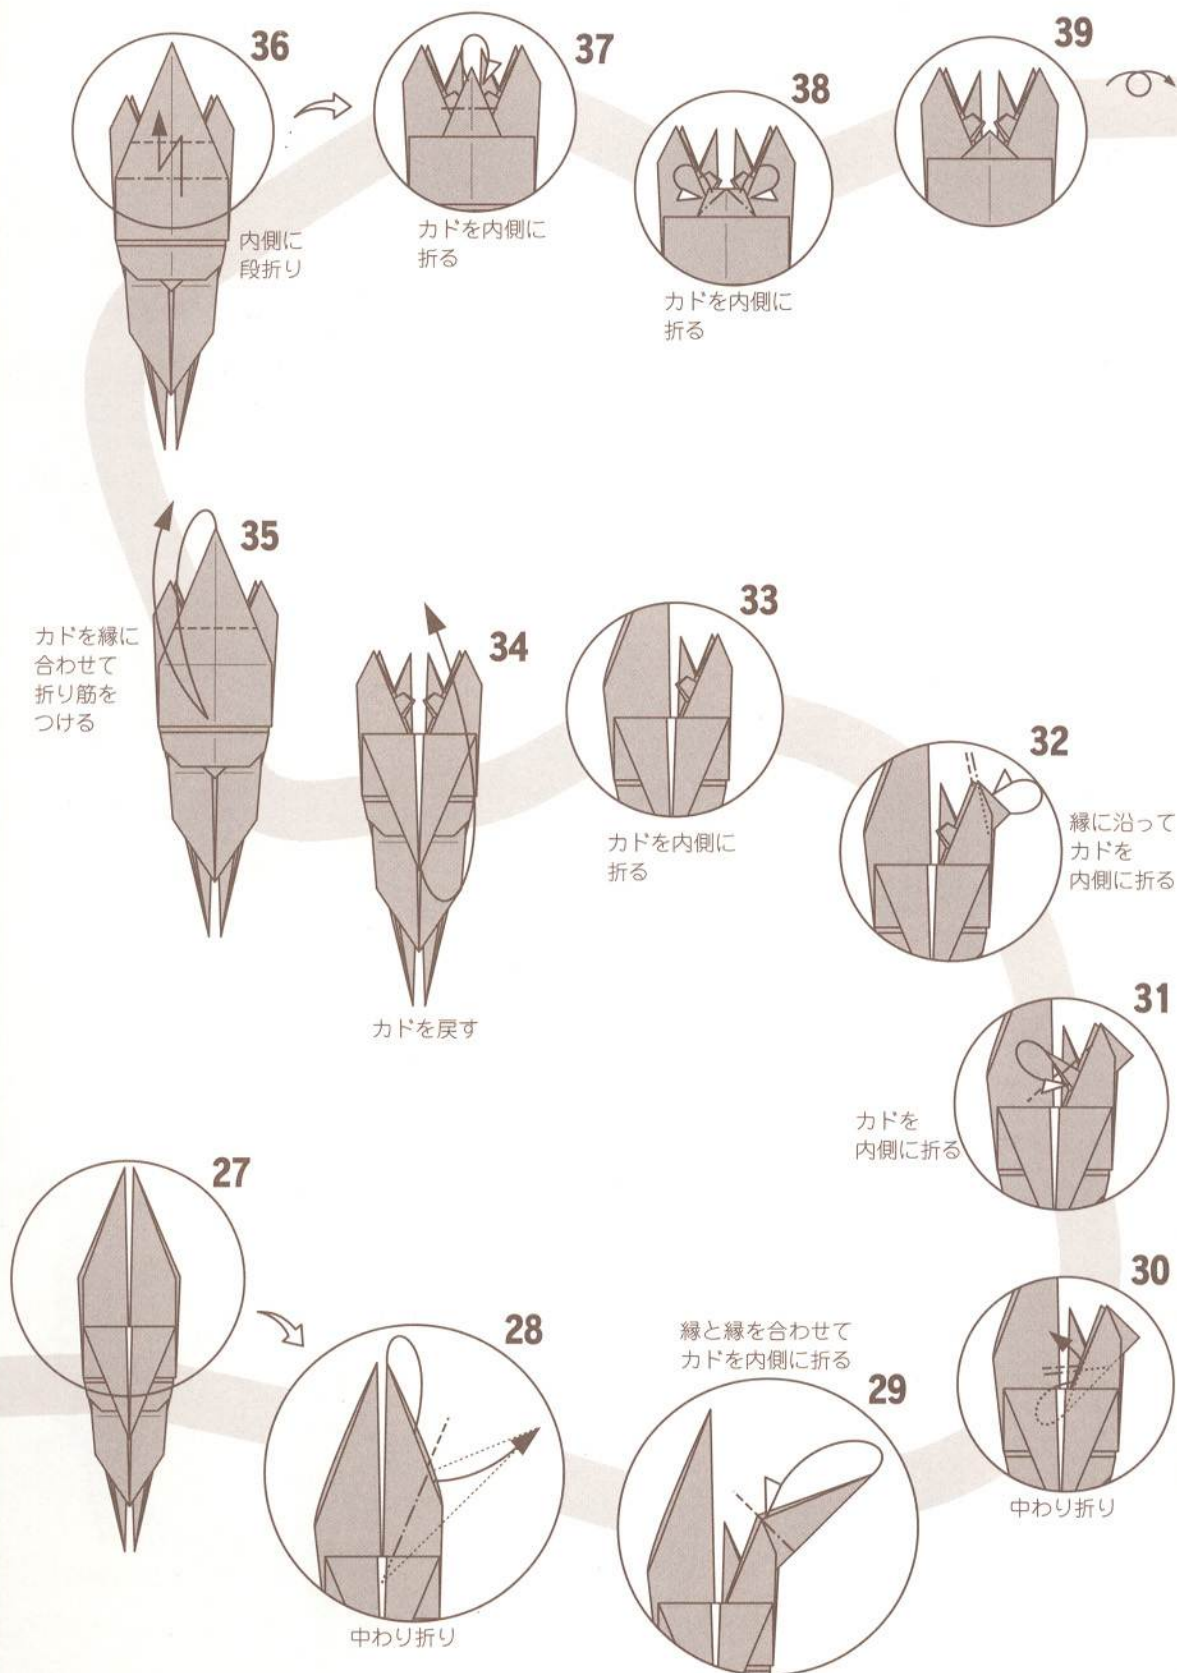 27
28
中わり折り
縁と縁を合わせて
カドを内側に折る
29
30
中わり折り
31
カドを
内側に折る
32
縁に沿って
カドを
内側に折る
33
カドを内側に
折る
34
カドを戻す
35
カドを縁に
合わせて
折り筋を
つける
36
内側に
段折り
37
カドを内側に
折る
38
カドを内側に
折る
39